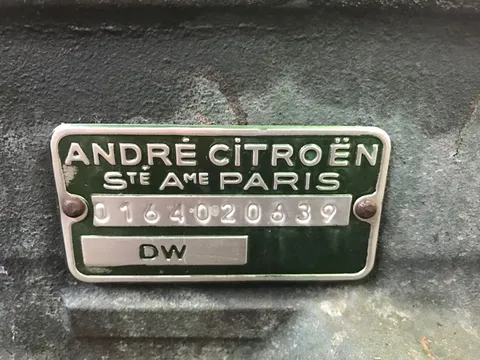 ANDRÉ CiTROËN
STÉ AME PARIS
0164020639
DW